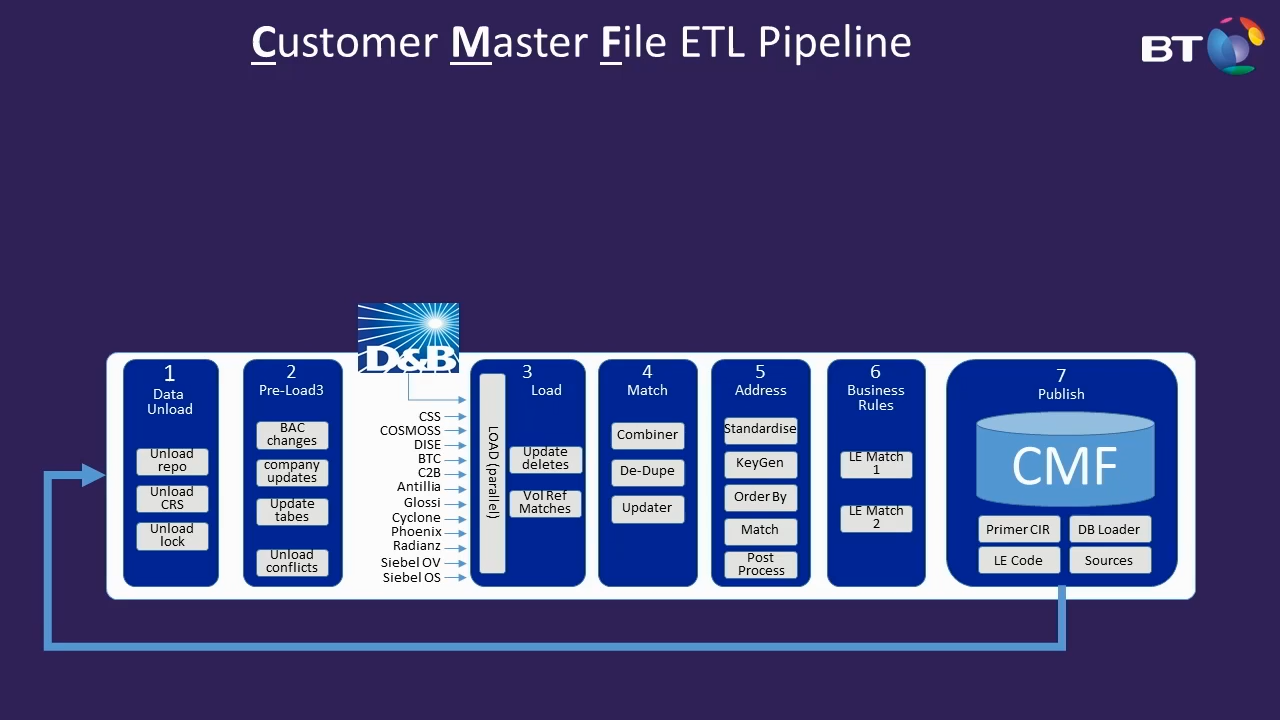 Customer Master File ETL Pipeline
BT
D&B
1
Data
Unload
Unload
repo
Unload
CRS
Unload
lock
2
Pre-Load3
BAC
changes
company
updates
Update
tabes
Unload
conflicts
CSS
COSMOSS
DISE
BTC
C2B
Antillia
Glossi
Cyclone
Phoenix
Radianz
Siebel OV
Siebel OS
3
Load
LOAD (parallel)
Update
deletes
Vol Ref
Matches
4
Match
Combiner
De-Dupe
Updater
5
Address
Standardise
KeyGen
Order By
Match
Post
Process
6
Business
Rules
LE Match
1
LE Match
2
7
Publish
CMF
Primer CIR
DB Loader
LE Code
Sources